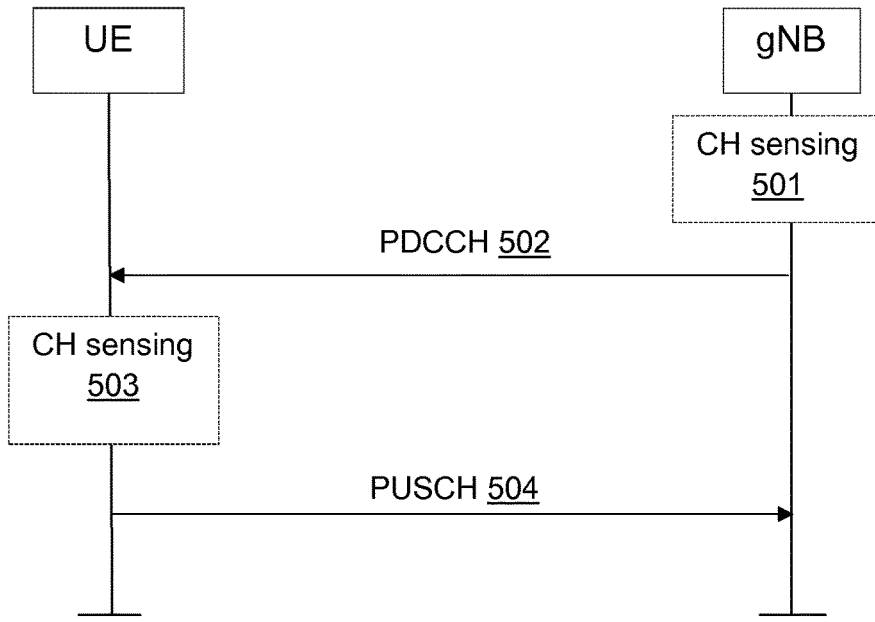 UE
gNB
CH sensing
501
PDCCH 502
CH sensing
503
PUSCH 504